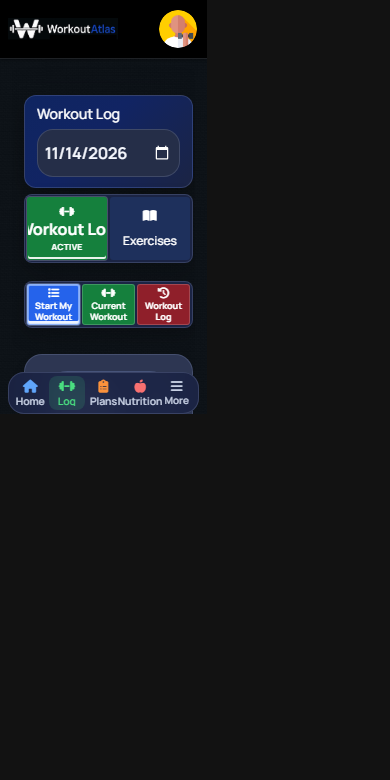 WorkoutAtlas
Workout Log
11/14/2026
Workout Lo
ACTIVE
Exercises
Start My
Workout
Current
Workout
Workout
Log
Home
Log
Plans
Nutrition
More